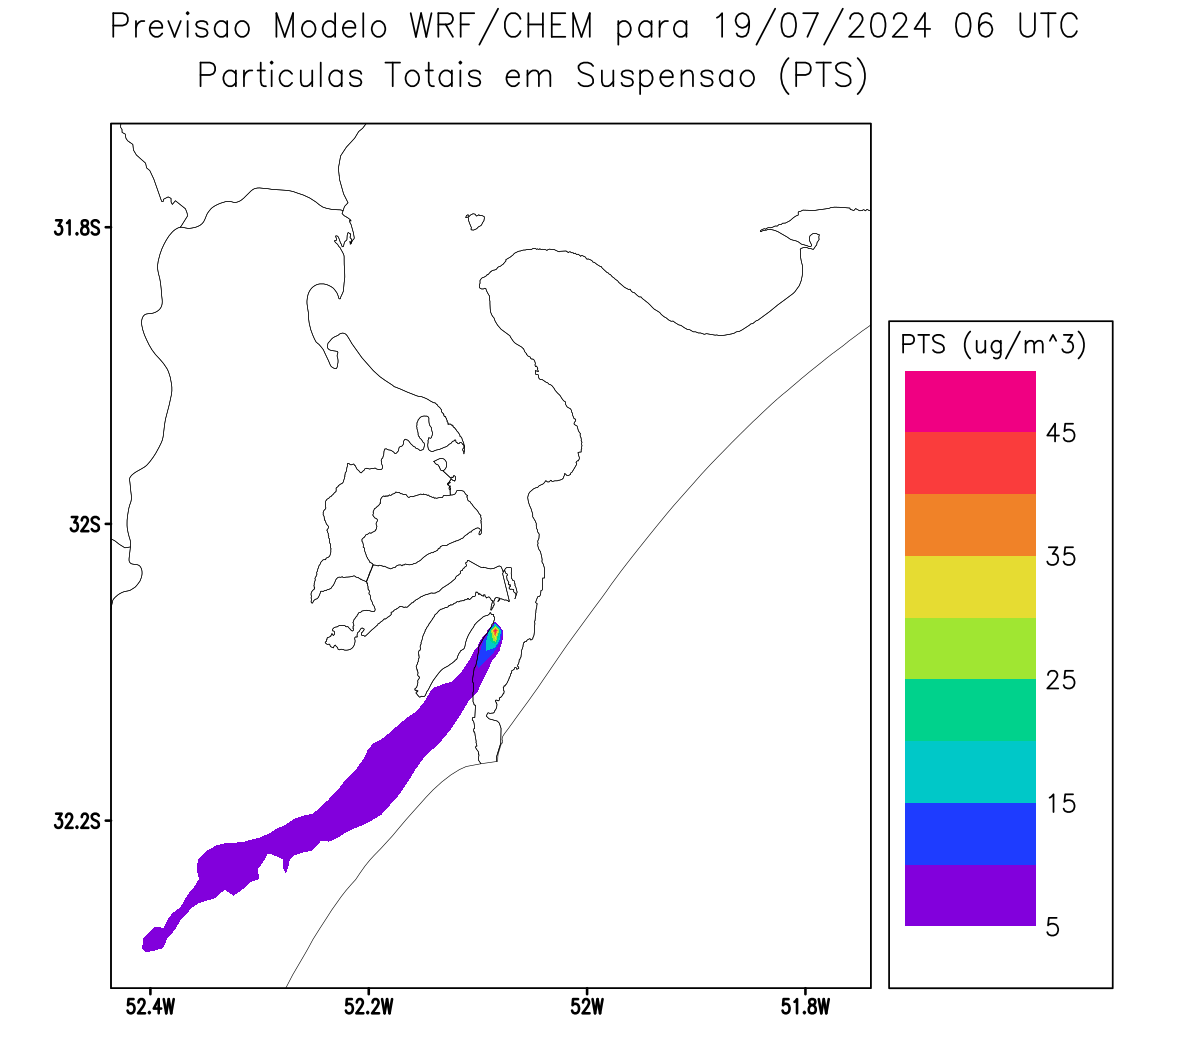 Previsao Modelo WRF/CHEM para 19/07/2024 06 UTC
Particulas Totais em Suspensao (PTS)
31.8S
32S
32.2S
52.4W
52.2W
52W
51.8W
PTS (ug/m^3)
45
35
25
15
5